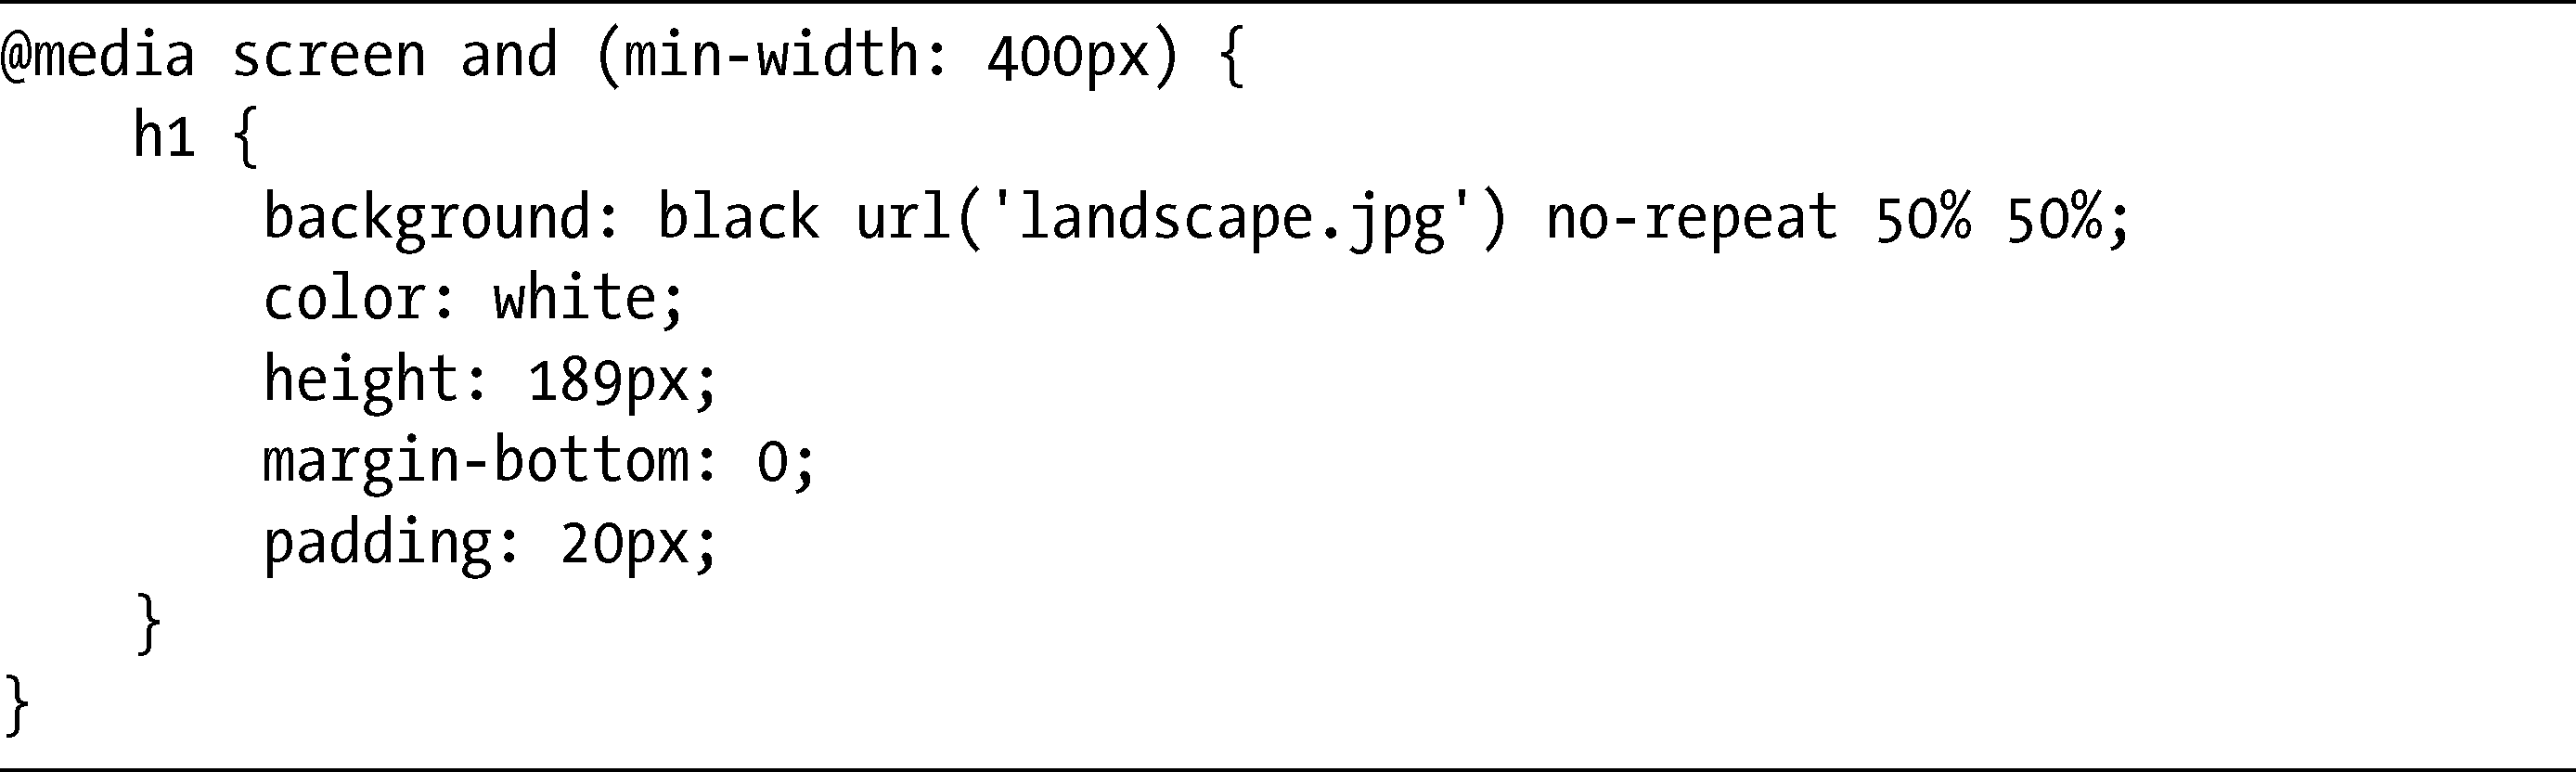 @media screen and (min-width: 400px) {
    h1 {
        background: black url('landscape.jpg') no-repeat 50% 50%;
        color: white;
        height: 189px;
        margin-bottom: 0;
        padding: 20px;
    }
}